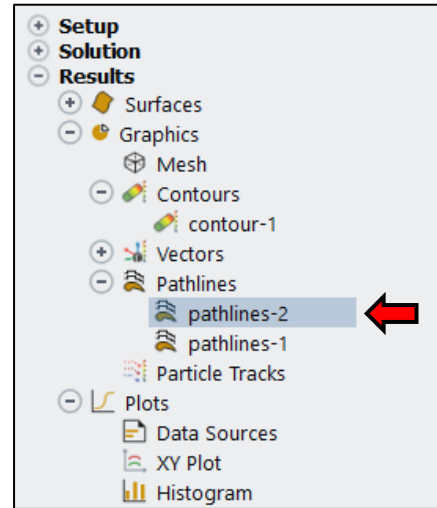 Setup
Solution
Results
Surfaces
Graphics
Mesh
Contours
contour-1
Vectors
Pathlines
pathlines-2
pathlines-1
Particle Tracks
Plots
Data Sources
XY Plot
Histogram